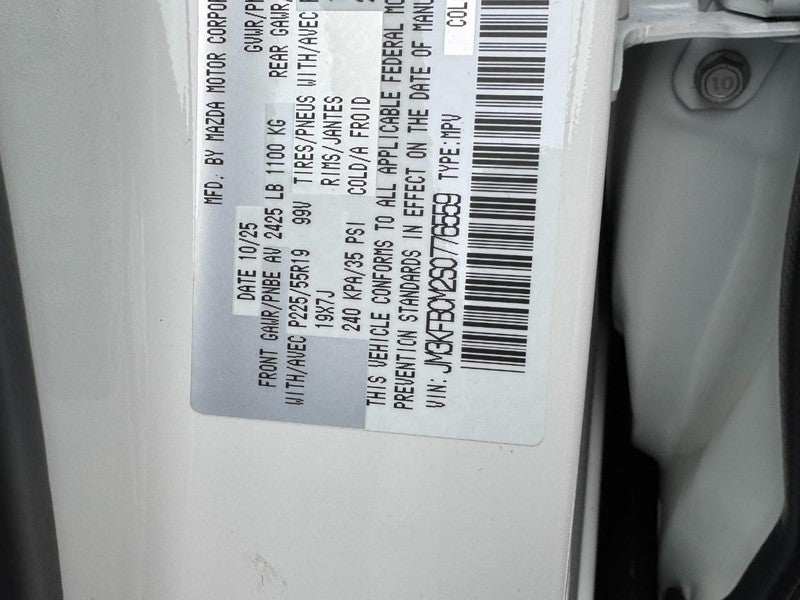 MFD. BY MAZDA MOTOR CORPOR
DATE 10/25 GVWR/P
FRONT GAWR/PNBE AV 2425 LB 1100 KG REAR GAWR/
WITH/AVEC P225/55R19 99V TIRES/PNEUS WITH/AVEC
19X7J RIMS/JANTES
240 KPA/35 PSI COLD/A FROID
THIS VEHICLE CONFORMS TO ALL APPLICABLE FEDERAL MO
PREVENTION STANDARDS IN EFFECT ON THE DATE OF MANU
VIN: JM3KFBCM2S0776559 TYPE:MPV COL
10